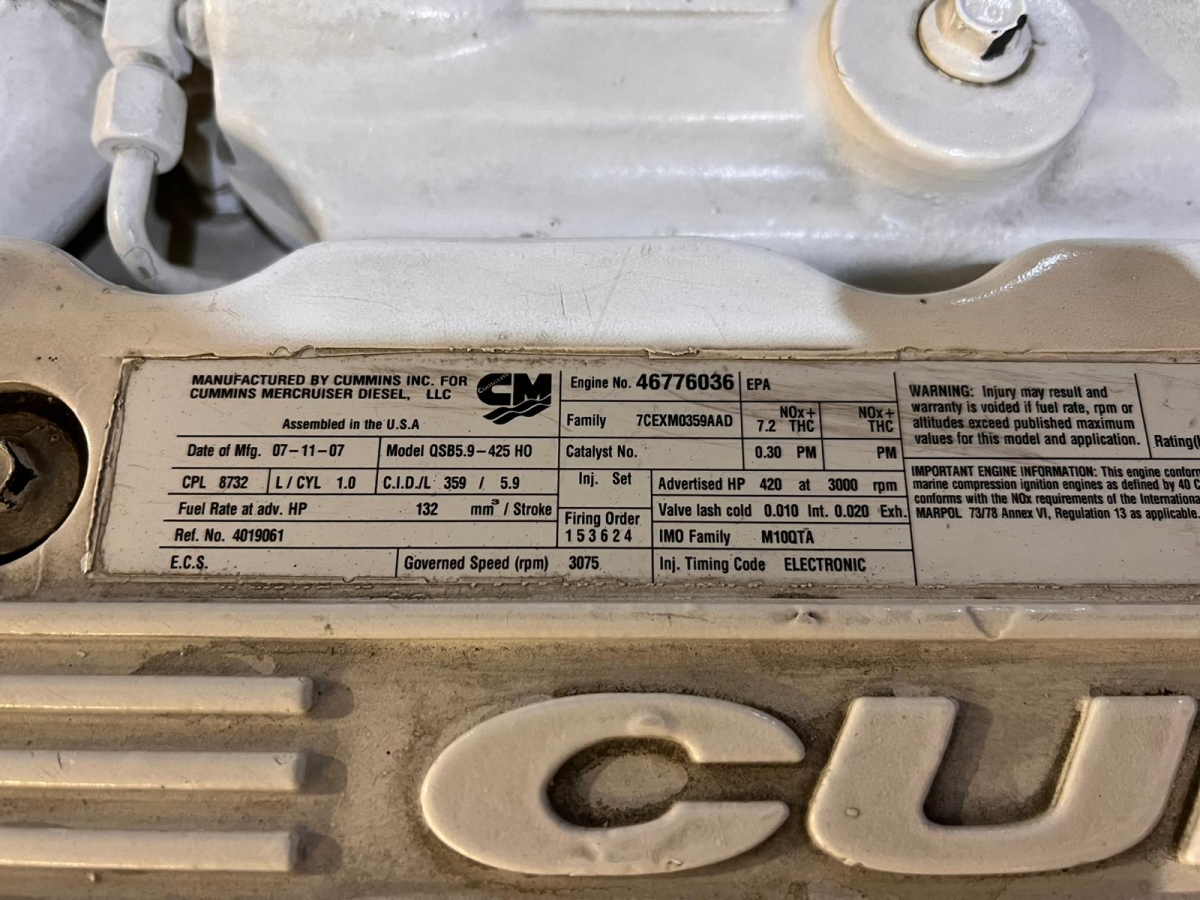 MANUFACTURED BY CUMMINS INC. FOR
CUMMINS MERCRUISER DIESEL, LLC
CM
Assembled in the U.S.A
Date of Mfg. 07-11-07
Model QSB5.9-425 HO
CPL 8732
L / CYL 1.0
C.I.D./L 359 / 5.9
Fuel Rate at adv. HP 132 mm³ / Stroke
Ref. No. 4019061
E.C.S.
Governed Speed (rpm) 3075
Engine No. 46776036
EPA
Family 7CEXM0359AAD
7.2 NOx+ THC
NOx+ THC
Catalyst No.
0.30 PM
PM
Inj. Set
Advertised HP 420 at 3000 rpm
Valve lash cold 0.010 Int. 0.020 Exh.
Firing Order
153624
IMO Family M10QTA
Inj. Timing Code ELECTRONIC
WARNING: Injury may result and
warranty is voided if fuel rate, rpm or
altitudes exceed published maximum
values for this model and application.
IMPORTANT ENGINE INFORMATION: This engine conform
marine compression ignition engines as defined by 40 C
conforms with the NOx requirements of the Internationa
MARPOL 73/78 Annex VI, Regulation 13 as applicable.
Rating(
CU